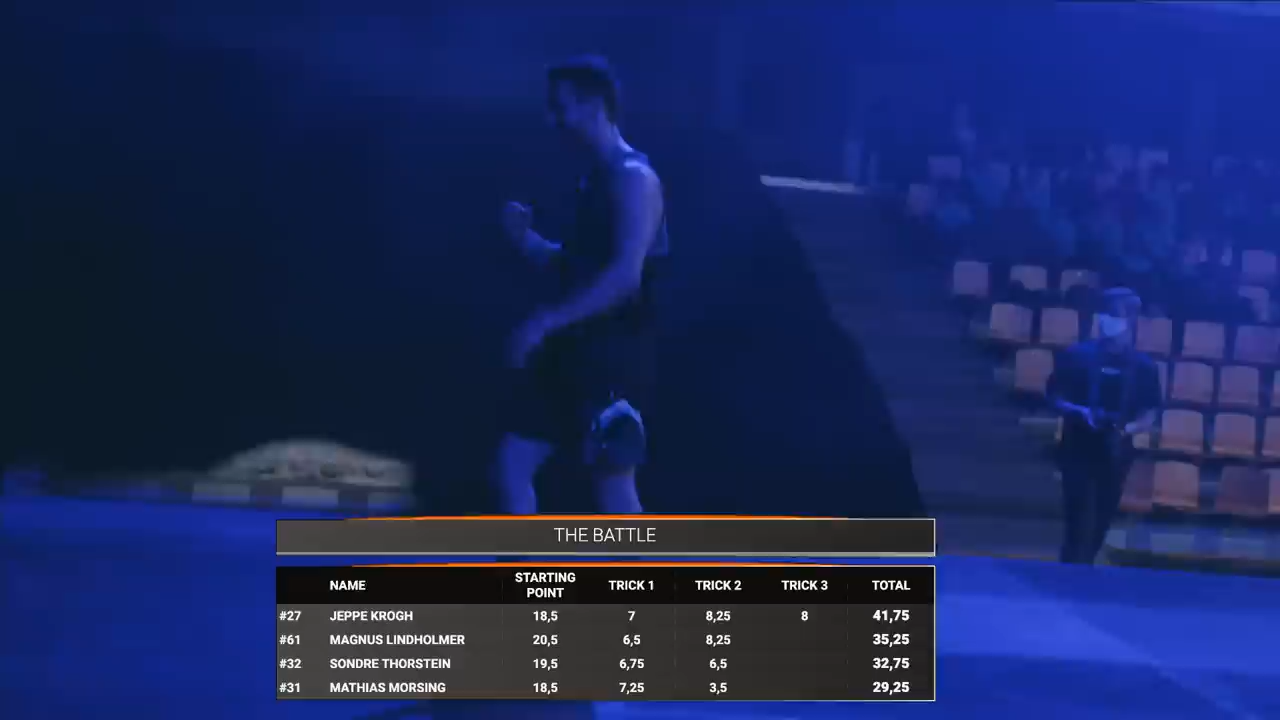 THE BATTLE
NAME STARTING POINT TRICK 1 TRICK 2 TRICK 3 TOTAL
#27 JEPPE KROGH 18,5 7 8,25 8 41,75
#61 MAGNUS LINDHOLMER 20,5 6,5 8,25 35,25
#32 SONDRE THORSTEIN 19,5 6,75 6,5 32,75
#31 MATHIAS MORSING 18,5 7,25 3,5 29,25